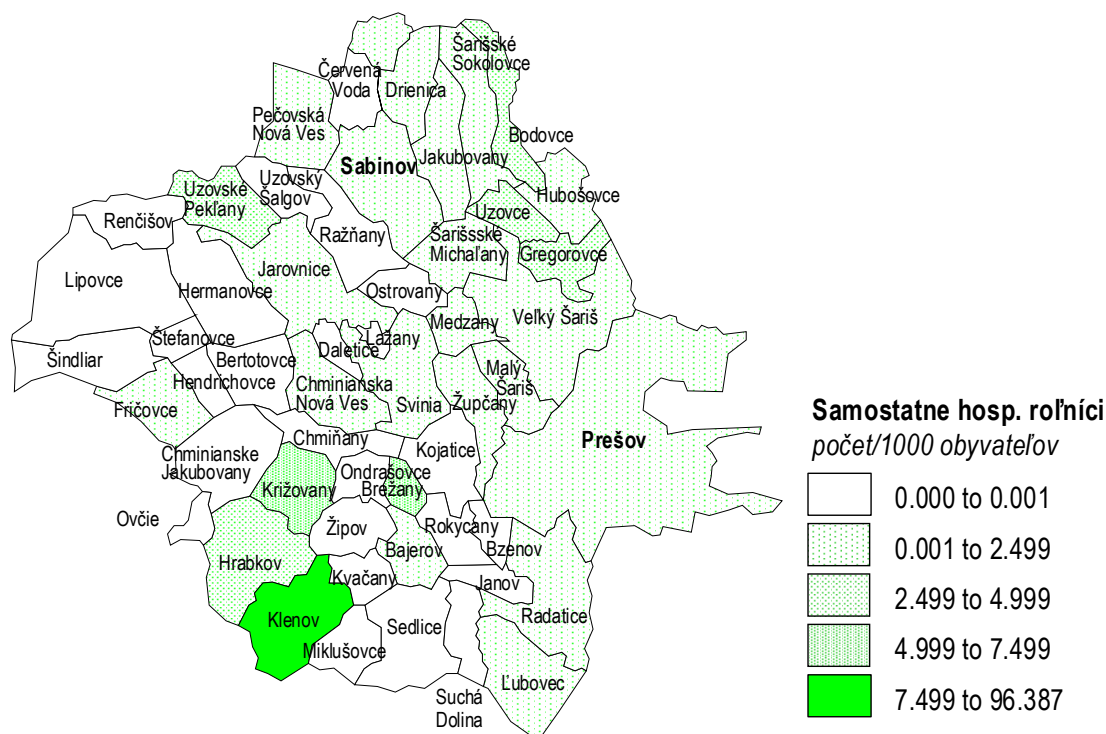 Šarišské
Sokolovce
Červená
Voda
Drienica
Pečovská
Nová Ves
Bodovce
Sabinov
Jakubovany
Uzovský
Šalgov
Hubošovce
Uzovské
Pekľany
Uzovce
Renčišov
Ražňany
Šarišsské
Michaľany
Gregorovce
Jarovnice
Lipovce
Hermanovce
Ostrovany
Medzany
Veľký Šariš
Štefanovce
Lažany
Daletice
Šindliar
Bertotovce
Malý
Šariš
Hendrichovce
Chminianska
Nová Ves
Svinia
Župčany
Fričovce
Samostatne hosp. roľníci
počet/1000 obyvateľov
Chmiňany
Prešov
Kojatice
Chminianske
Jakubovany
Ondrašovce
Brežany
Križovany
0.000 to 0.001
Ovčie
Žipov
Rokycany
0.001 to 2.499
Bajerov
Bzenov
Hrabkov
Kvačany
Janov
2.499 to 4.999
Klenov
Sedlice
Radatice
4.999 to 7.499
Miklušovce
Ľubovec
7.499 to 96.387
Suchá
Dolina